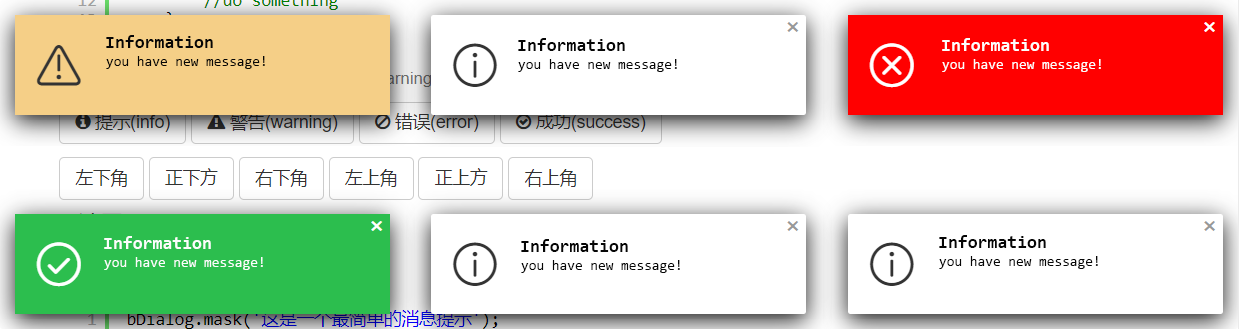 12 //do something
Information
you have new message!
×
Information
you have new message!
×
Information
you have new message!
arning
提示(info)
警告(warning)
错误(error)
成功(success)
左下角
正下方
右下角
左上角
正上方
右上角
×
Information
you have new message!
×
Information
you have new message!
×
Information
you have new message!
1 bDialog.mask('这是一个最简单的消息提示');